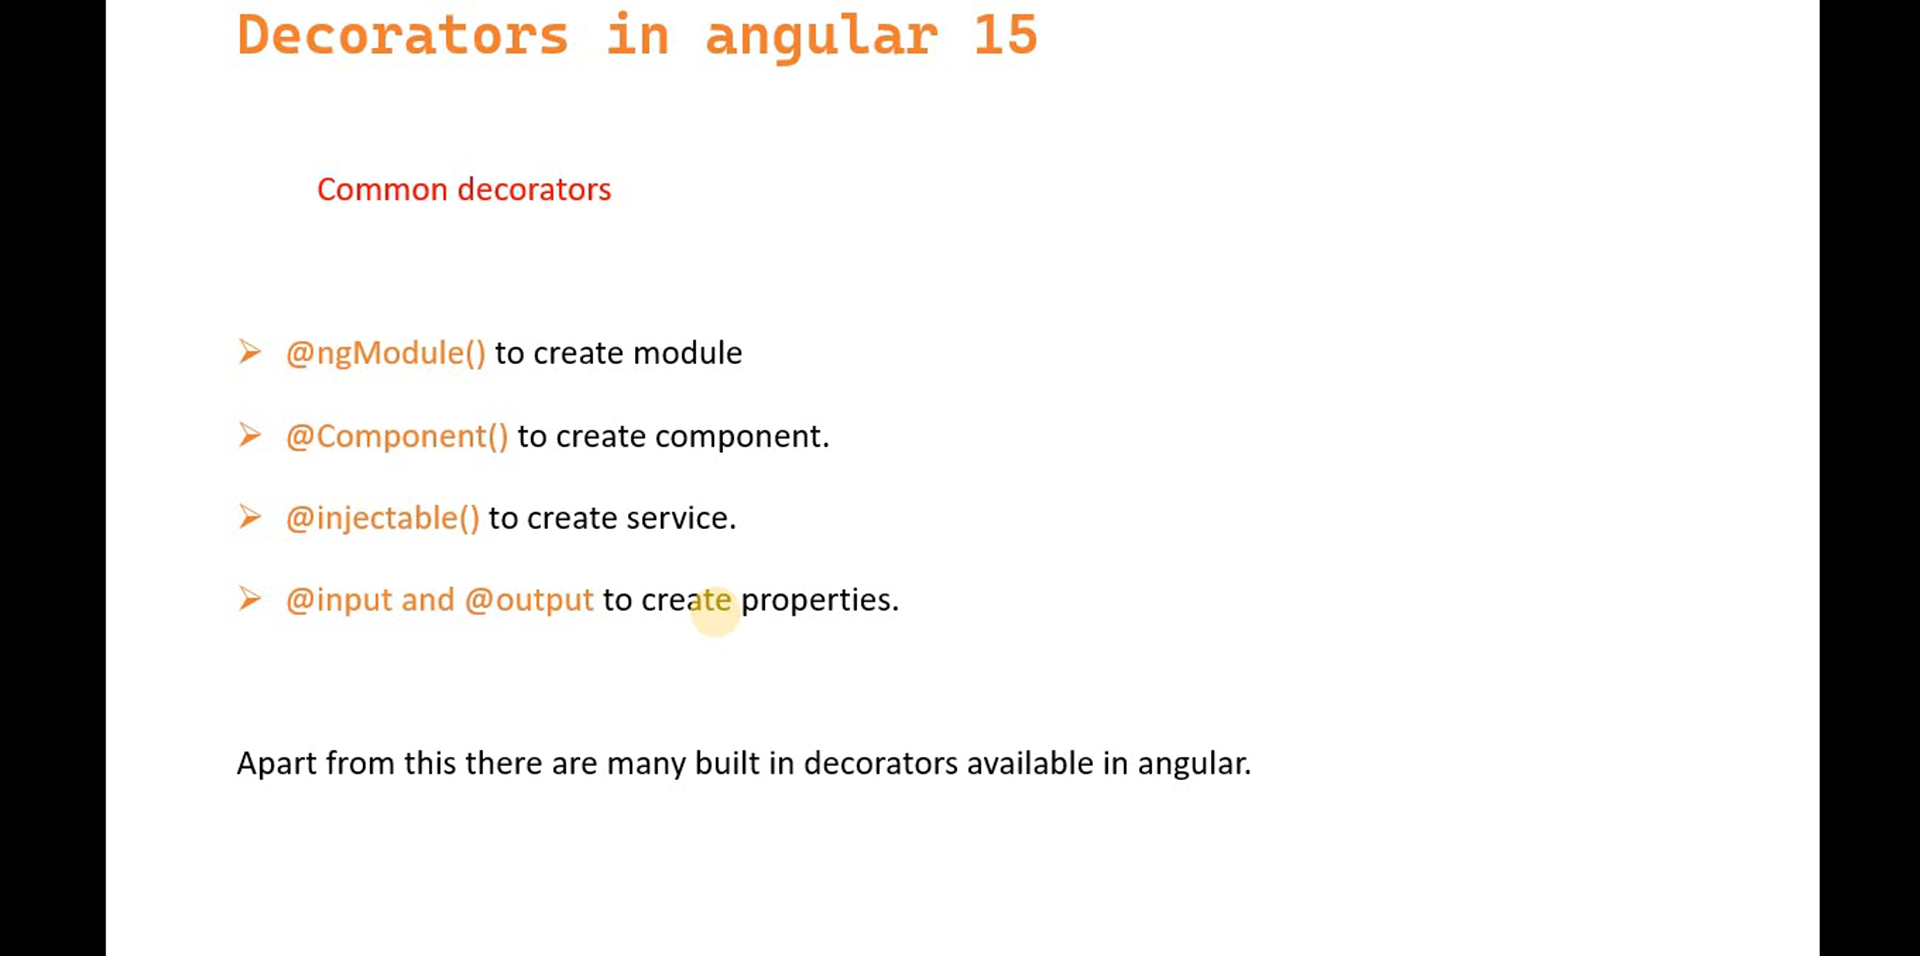 Decorators in angular 15
Common decorators
➢ @ngModule() to create module
➢ @Component() to create component.
➢ @injectable() to create service.
➢ @input and @output to create properties.
Apart from this there are many built in decorators available in angular.